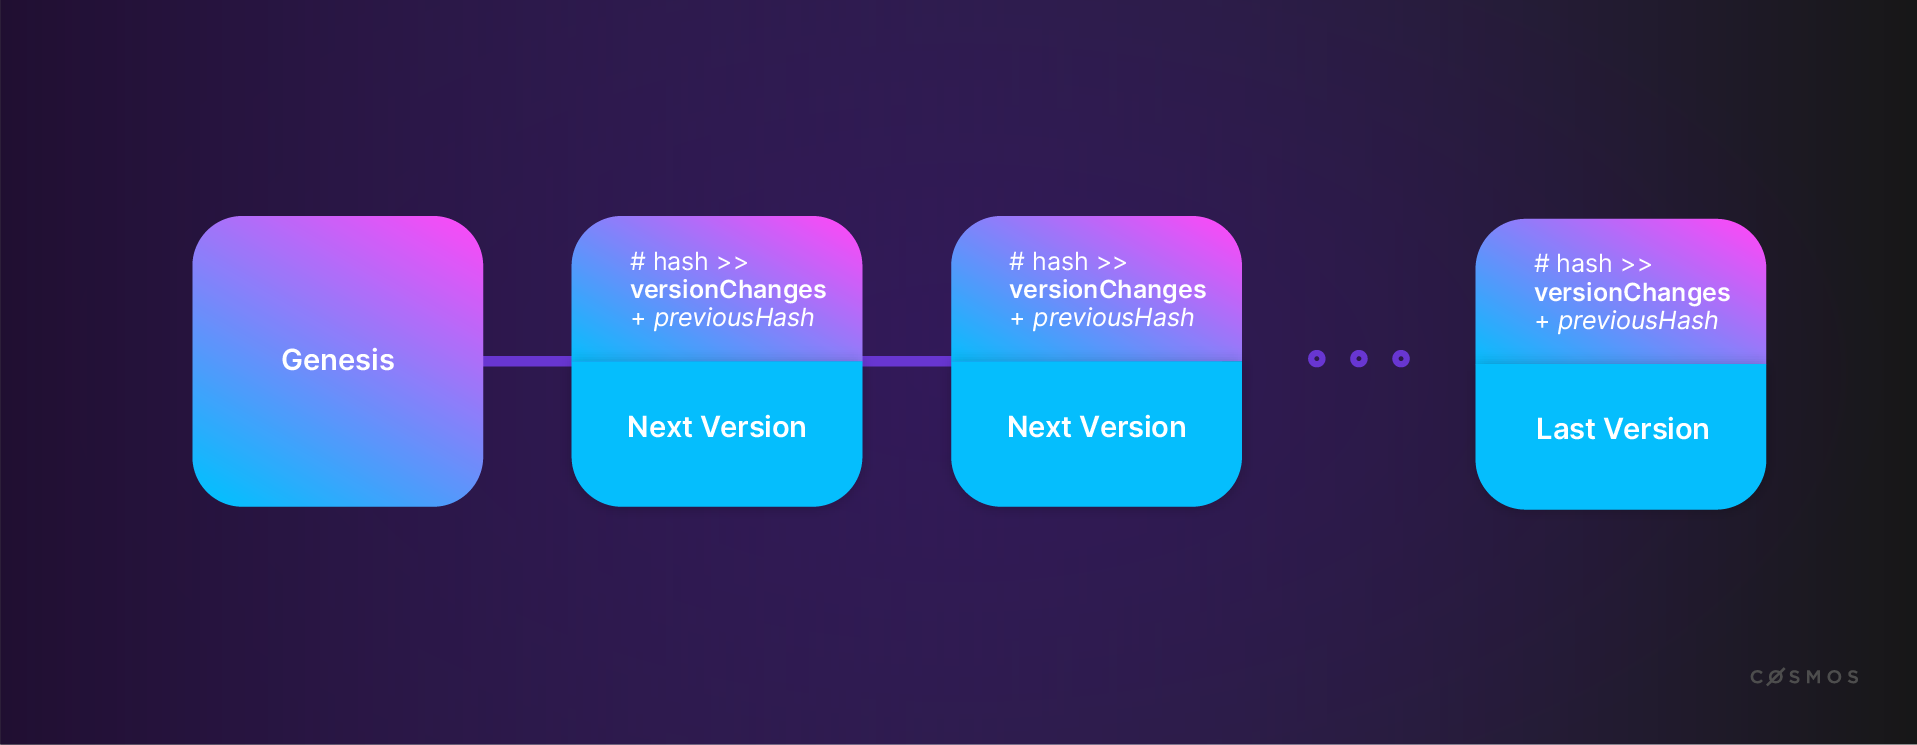 Genesis
# hash >>
versionChanges
+ previousHash
Next Version
# hash >>
versionChanges
+ previousHash
Next Version
# hash >>
versionChanges
+ previousHash
Last Version
CØSMOS